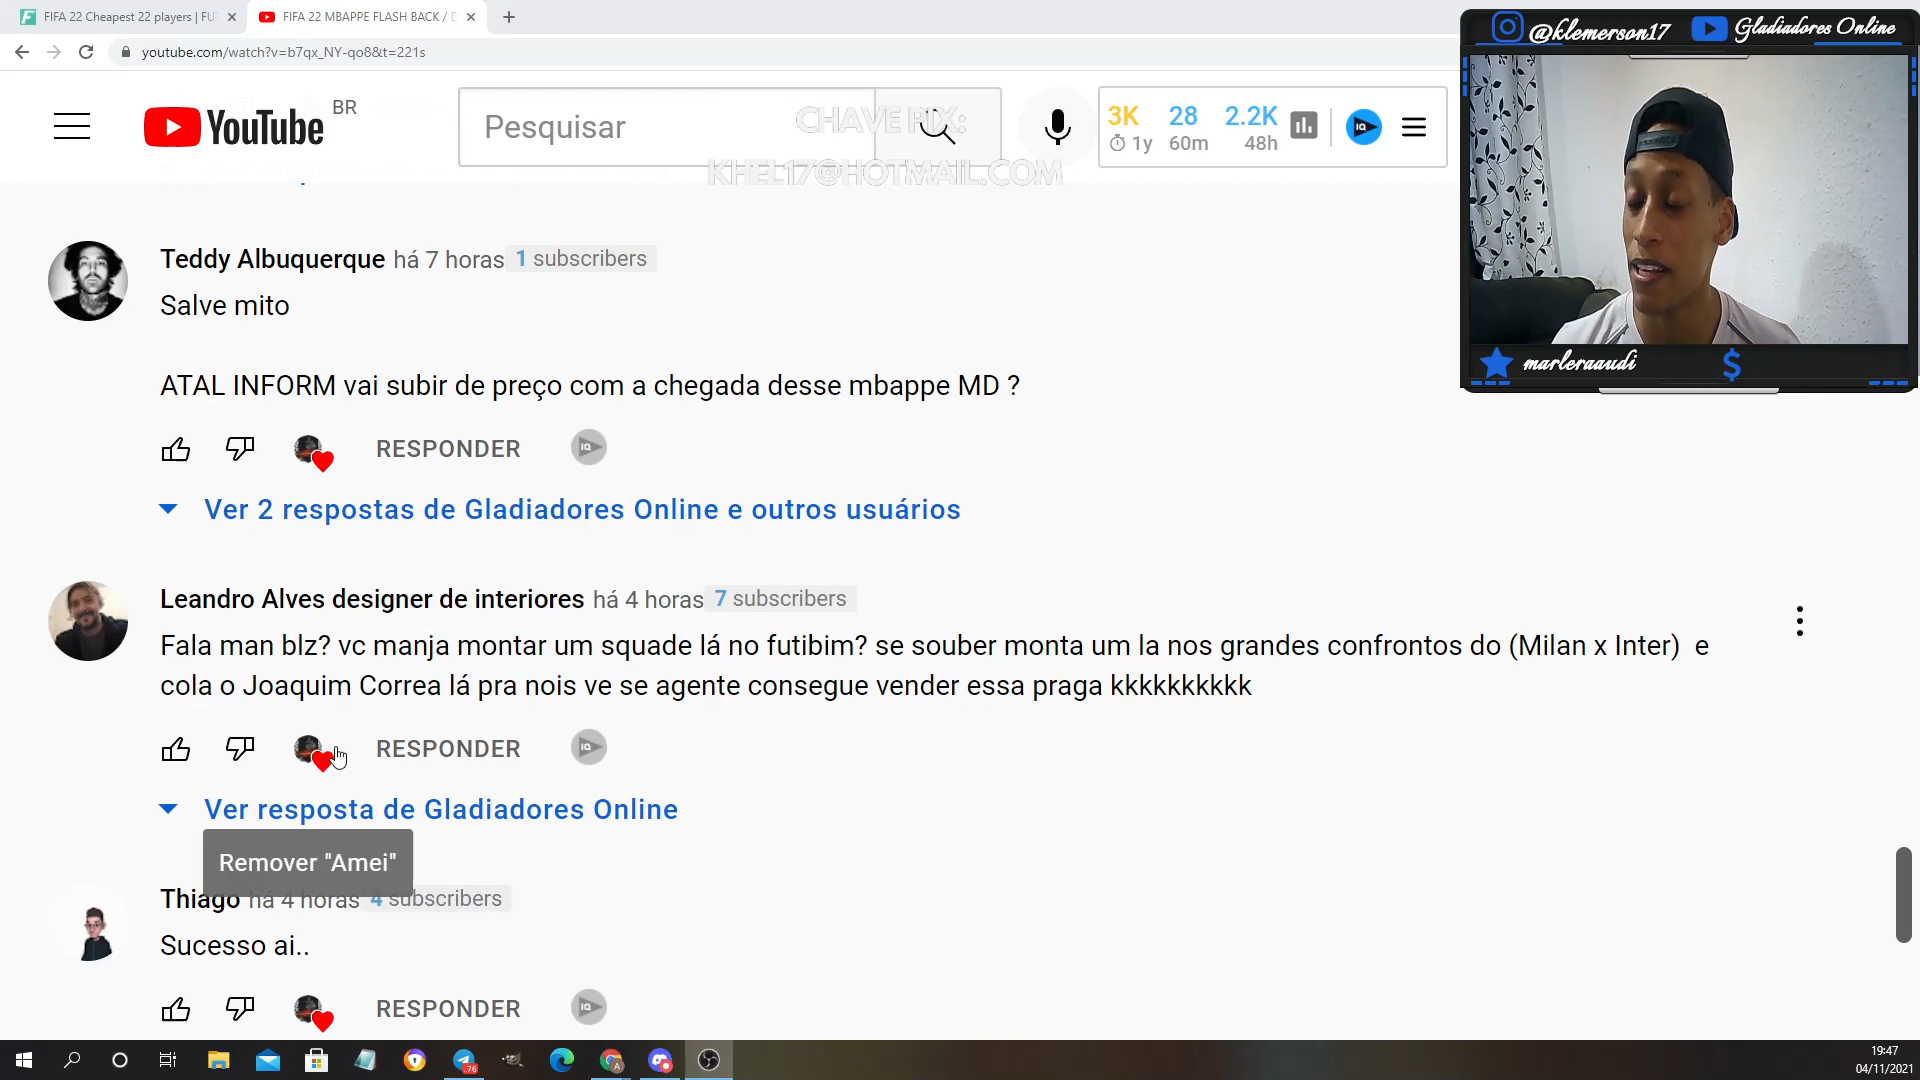 FIFA 22 Cheapest 22 players | FU
FIFA 22 MBAPPE FLASH BACK / D
youtube.com/watch?v=b7qx_NY-qo8&t=221s
@klemerson17
Gladiadores Online
YouTube BR
Pesquisar
CHAVE PIX:
KHEL17@HOTMAIL.COM
3K 28 2.2K
1y 60m 48h
marleraaudi
Teddy Albuquerque há 7 horas 1 subscribers
Salve mito
ATAL INFORM vai subir de preço com a chegada desse mbappe MD ?
RESPONDER
Ver 2 respostas de Gladiadores Online e outros usuários
Leandro Alves designer de interiores há 4 horas 7 subscribers
Fala man blz? vc manja montar um squade lá no futibim? se souber monta um la nos grandes confrontos do (Milan x Inter) e
cola o Joaquim Correa lá pra nois ve se agente consegue vender essa praga kkkkkkkkkk
RESPONDER
Ver resposta de Gladiadores Online
Remover "Amei"
Thiago há 4 horas 4 subscribers
Sucesso ai..
RESPONDER
19:47
04/11/2021